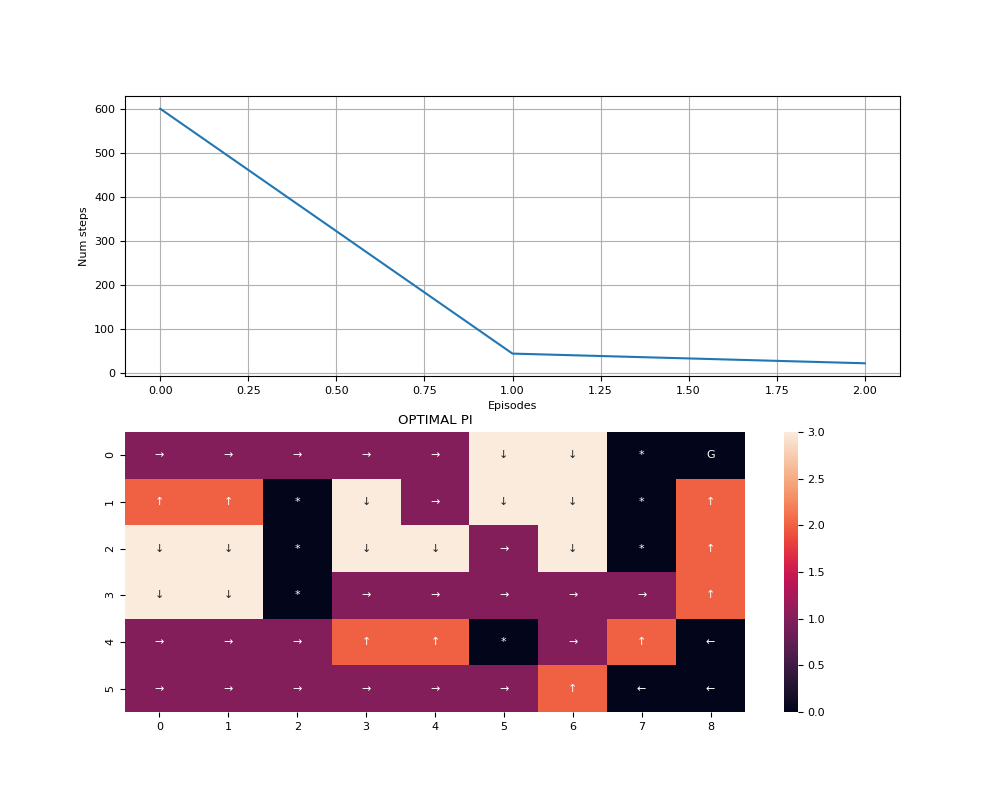 600
500
400
300
200
100
0
Num steps
0.00 0.25 0.50 0.75 1.00 1.25 1.50 1.75 2.00
Episodes
OPTIMAL PI
0 → → → → → ↓ ↓ * G
1 ↑ ↑ * ↓ → ↓ ↓ * ↑
2 ↓ ↓ * ↓ ↓ → ↓ * ↑
3 ↓ ↓ * → → → → → ↑
4 → → → ↑ ↑ * → ↑ ←
5 → → → → → → ↑ ← ←
0 1 2 3 4 5 6 7 8
3.0
2.5
2.0
1.5
1.0
0.5
0.0